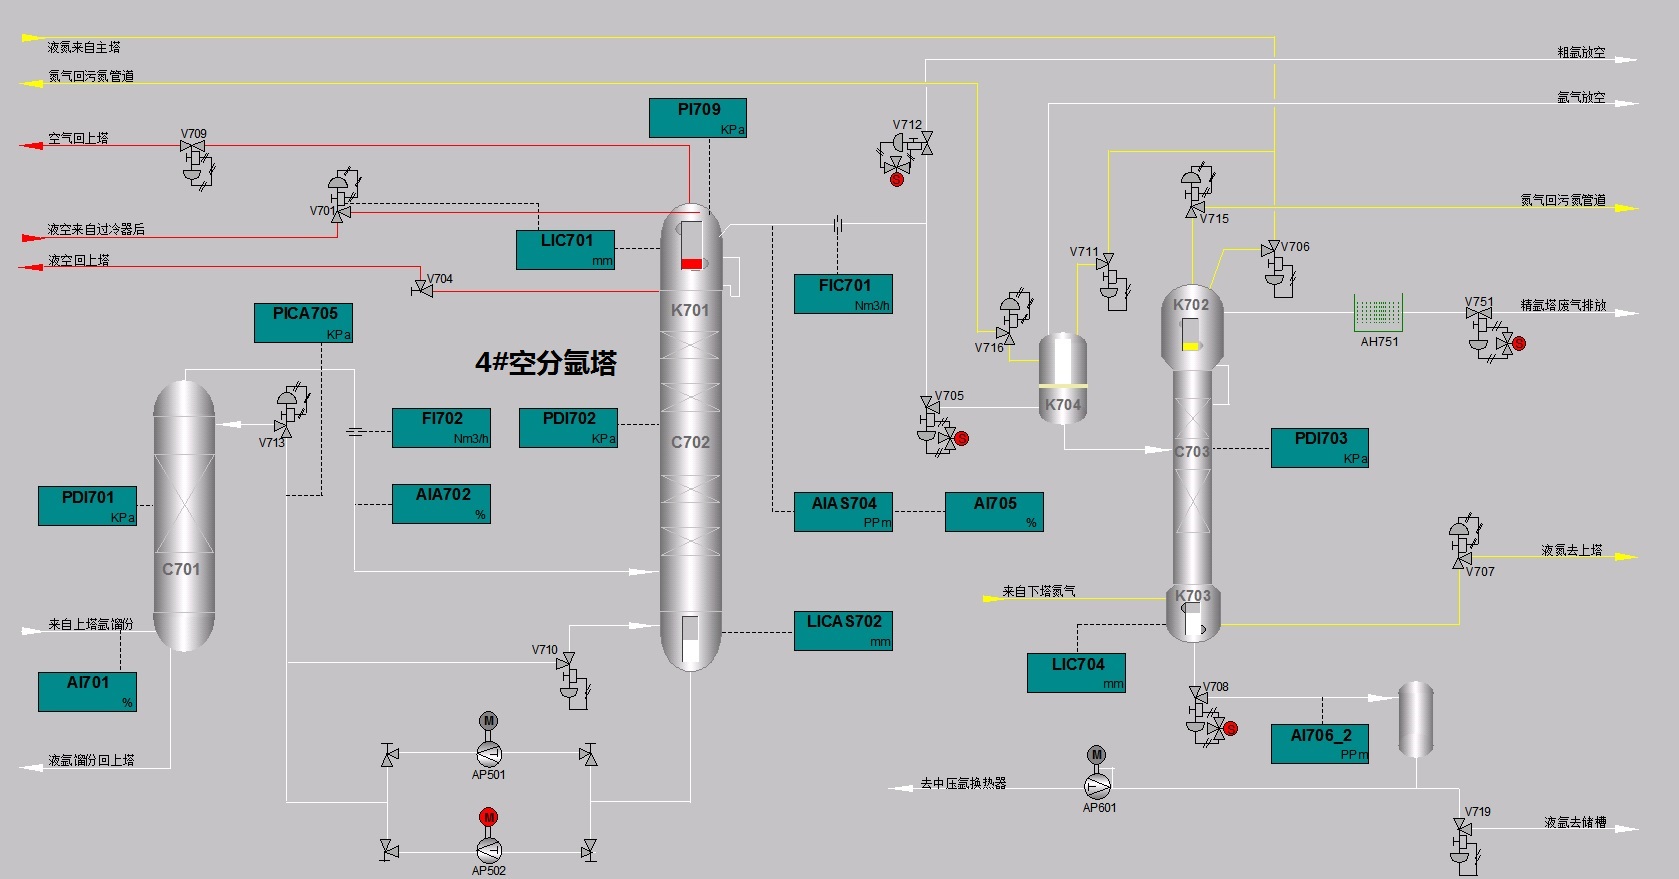 液氮来自主塔
粗氩放空
氮气回污氮管道
氩气放空
PI709
KPa
V712
空气回上塔
V709
V701
V715
氮气回污氮管道
液空来自过冷器后
LIC701
mm
V711
V706
液空回上塔
V704
FIC701
Nm3/h
K701
K702
PICA705
KPa
V751
精氩塔废气排放
AH751
4#空分氩塔
V716
V705
K704
FI702
Nm3/h
PDI702
KPa
V713
C702
C703
PDI703
KPa
PDI701
KPa
AIA702
%
AIAS704
PPm
AI705
%
C701
液氮去上塔
V707
来自下塔氮气
K703
来自上塔氩馏份
LICAS702
mm
V710
LIC704
mm
AI701
%
V708
M
S
AI706_2
PPm
液氩馏份回上塔
AP501
M
去中压氩换热器
AP601
M
V719
液氩去储槽
AP502